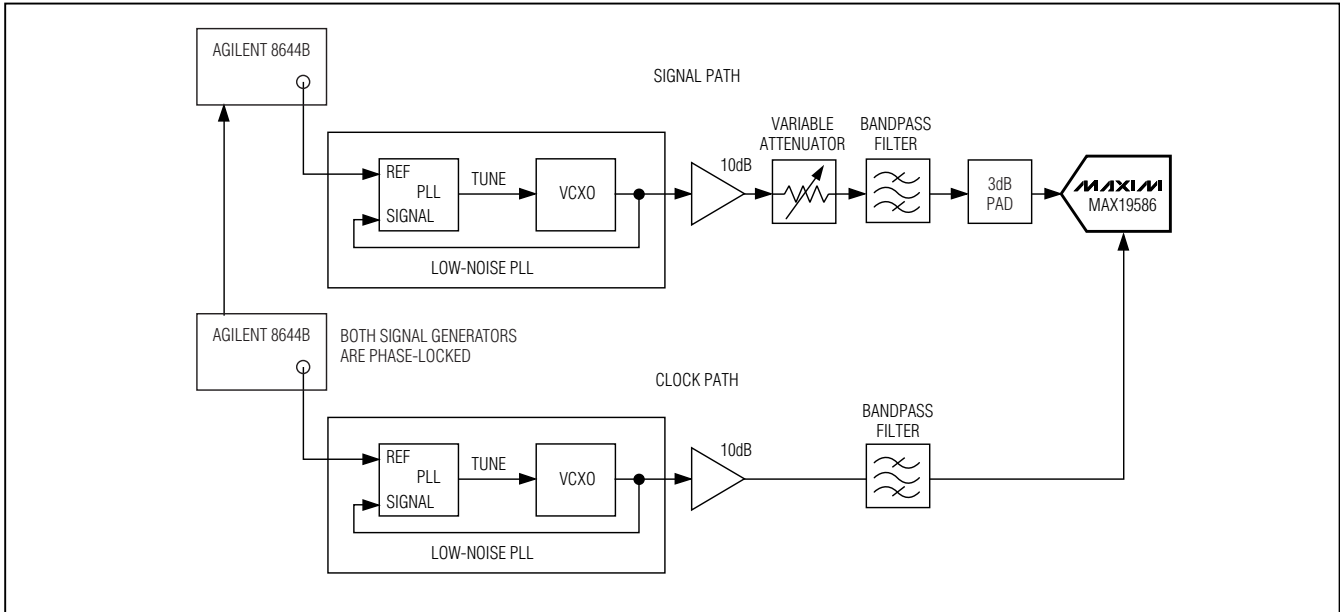 AGILENT 8644B
SIGNAL PATH
VARIABLE
ATTENUATOR
BANDPASS
FILTER
10dB
REF
PLL
SIGNAL
TUNE
VCXO
3dB
PAD
MAXIM
MAX19586
LOW-NOISE PLL
AGILENT 8644B
BOTH SIGNAL GENERATORS
ARE PHASE-LOCKED
CLOCK PATH
BANDPASS
FILTER
10dB
REF
PLL
SIGNAL
TUNE
VCXO
LOW-NOISE PLL